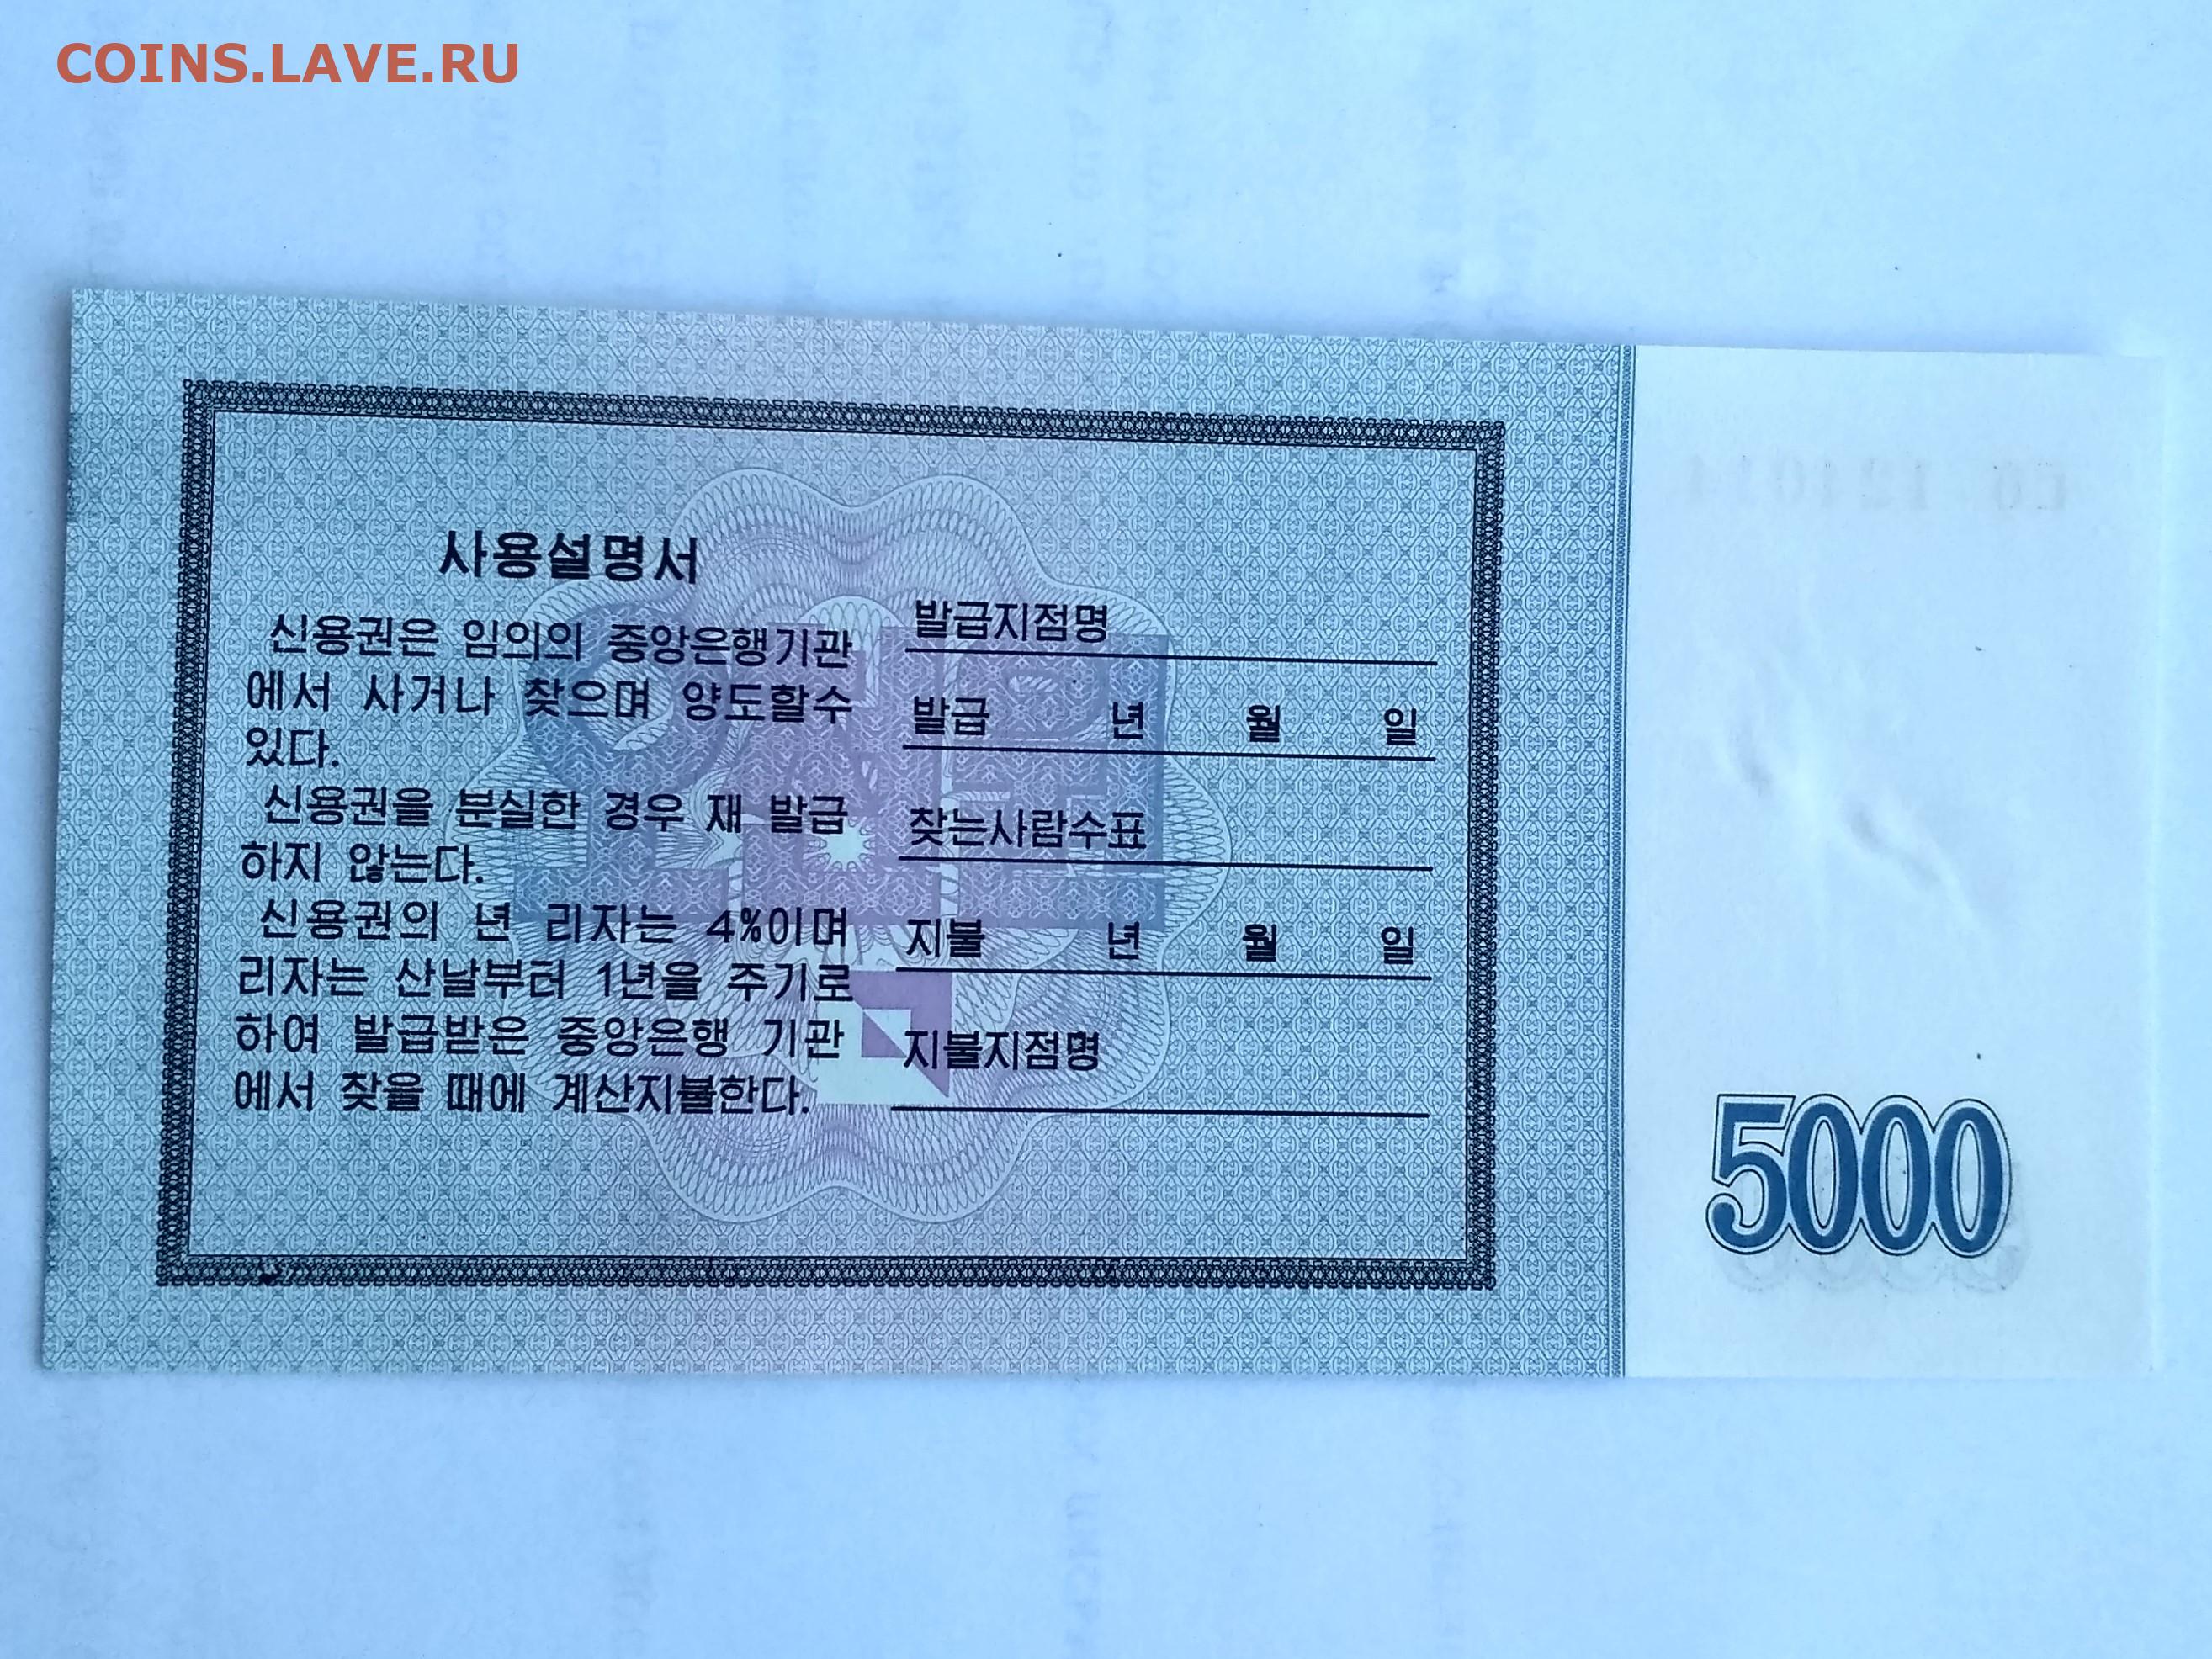 COINS.LAVE.RU
사용설명서
신용권은 임의의 중앙은행기관
에서 사거나 찾으며 양도할수
있다.
신용권을 분실한 경우 재 발급
하지 않는다.
신용권의 년 리자는 4%이며
리자는 산날부터 1년을 주기로
하여 발급받은 중앙은행 기관
에서 찾을 때에 계산지불한다.
발급지점명
발급 년 월 일
찾는사람수표
지불 년 월 일
지불지점명
5000